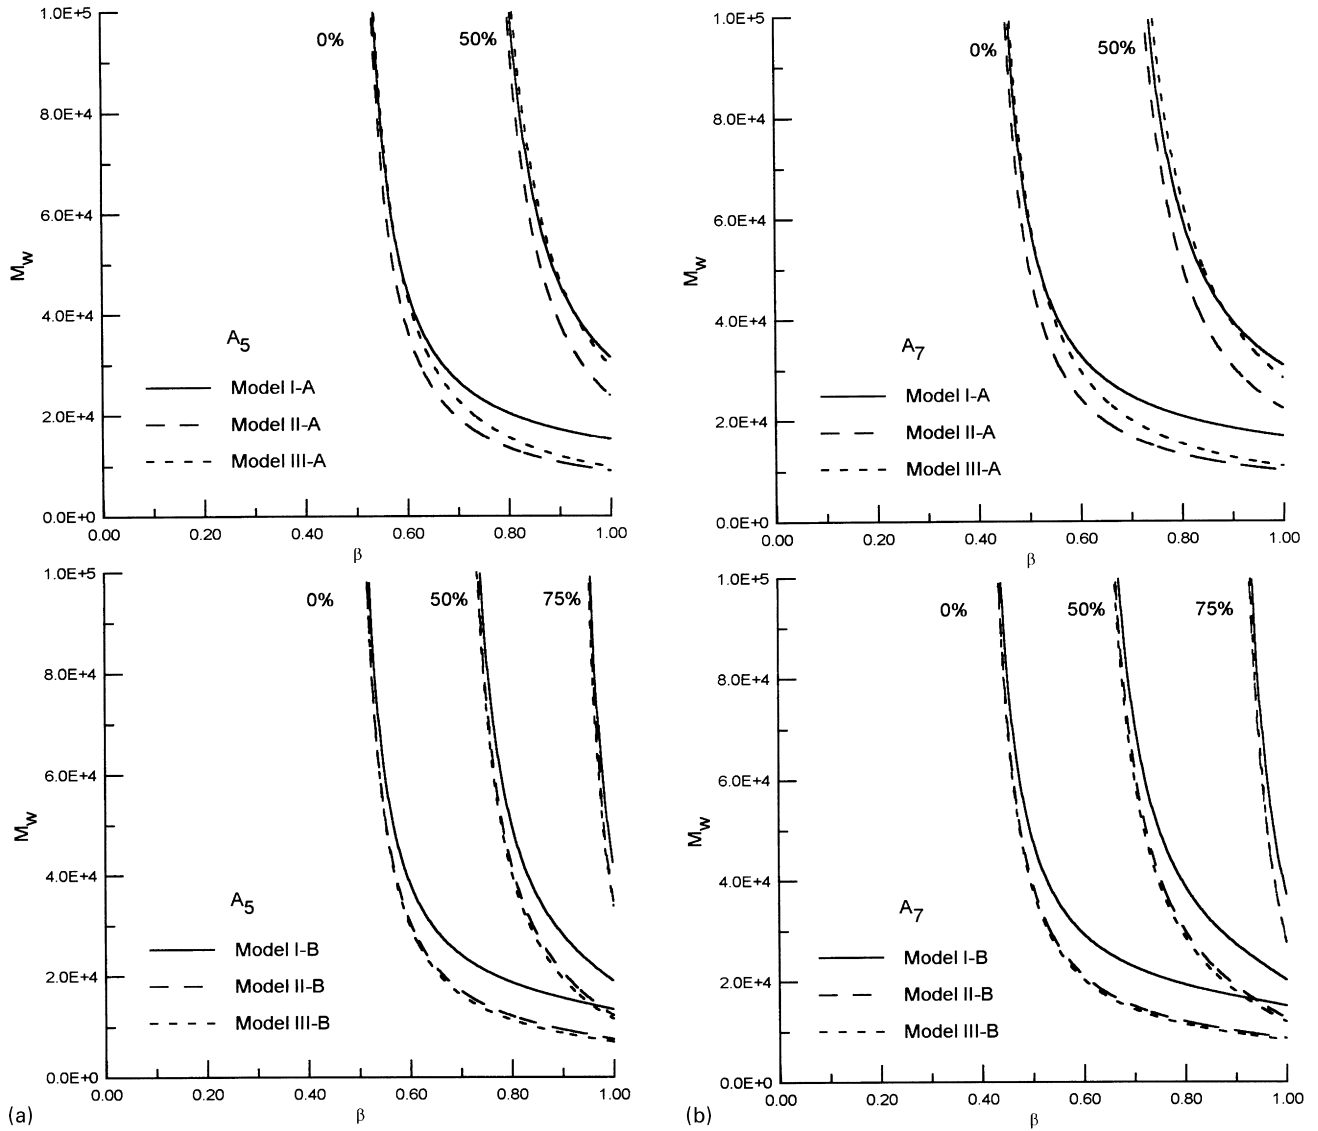 1.0E+5
8.0E+4
6.0E+4
4.0E+4
2.0E+4
0.0E+0
0.00 0.20 0.40 0.60 0.80 1.00
Mw
β
0% 50%
A5
Model I-A
Model II-A
Model III-A
1.0E+5
8.0E+4
6.0E+4
4.0E+4
2.0E+4
0.0E+0
0.00 0.20 0.40 0.60 0.80 1.00
Mw
β
0% 50%
A7
Model I-A
Model II-A
Model III-A
1.0E+5
8.0E+4
6.0E+4
4.0E+4
2.0E+4
0.0E+0
0.00 0.20 0.40 0.60 0.80 1.00
Mw
β
0% 50% 75%
A5
Model I-B
Model II-B
Model III-B
(a)
1.0E+5
8.0E+4
6.0E+4
4.0E+4
2.0E+4
0.0E+0
0.00 0.20 0.40 0.60 0.80 1.00
Mw
β
0% 50% 75%
A7
Model I-B
Model II-B
Model III-B
(b)